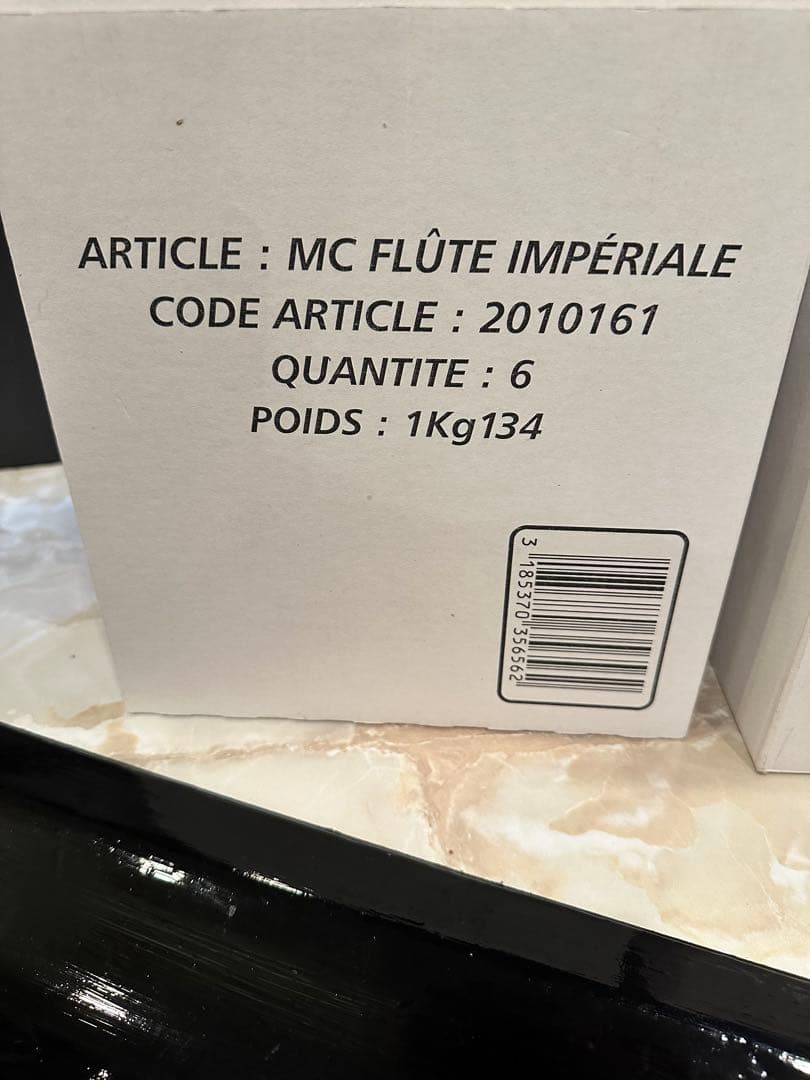 ARTICLE : MC FLÛTE IMPÉRIALE
CODE ARTICLE : 2010161
QUANTITE : 6
POIDS : 1Kg134
3 185370 356562